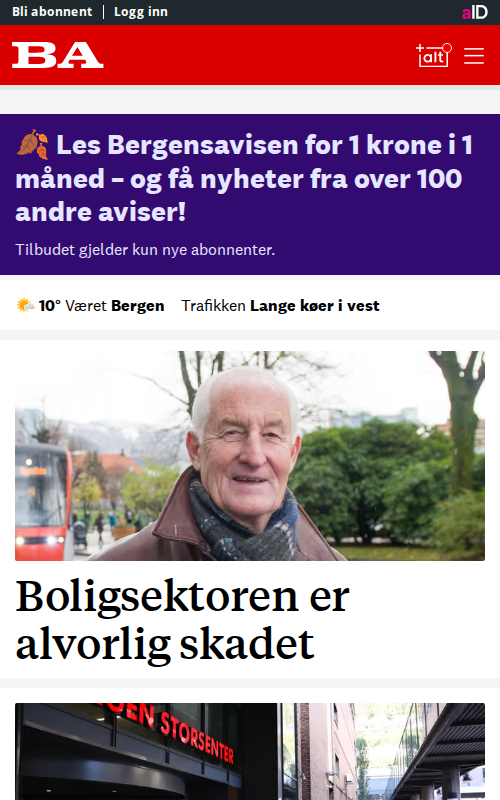 Bli abonnent
Logg inn
aID
BA
+alt
Les Bergensavisen for 1 krone i 1
måned – og få nyheter fra over 100
andre aviser!
Tilbudet gjelder kun nye abonnenter.
10° Været Bergen Trafikken Lange køer i vest
Boligsektoren er
alvorlig skadet
STORSENTER